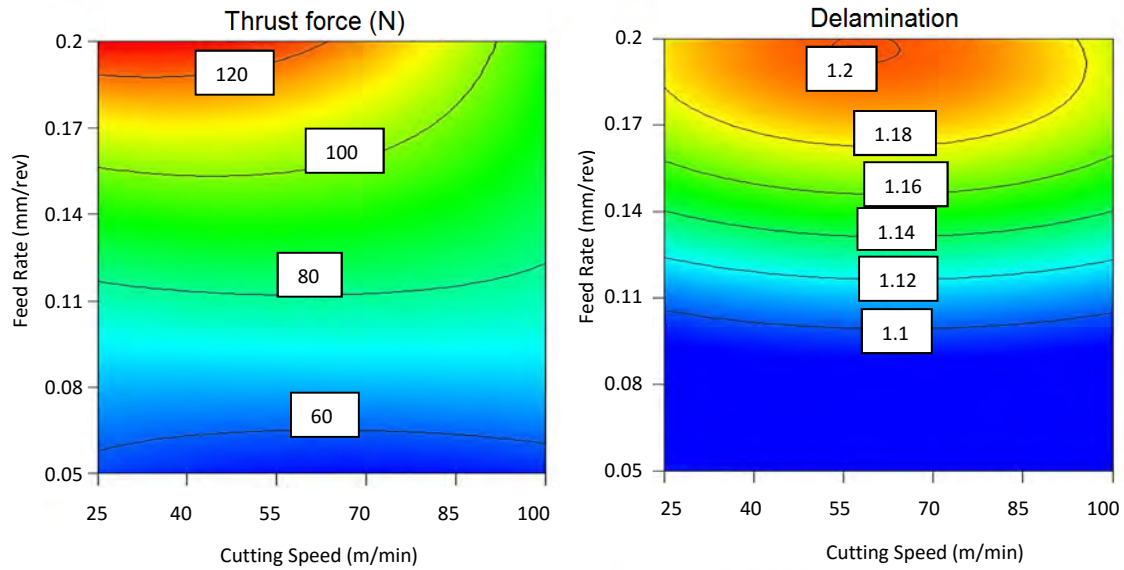 Thrust force (N)
0.2
0.17
0.14
0.11
0.08
0.05
Feed Rate (mm/rev)
120
100
80
60
25 40 55 70 85 100
Cutting Speed (m/min)
Delamination
0.2
0.17
0.14
0.11
0.08
0.05
Feed Rate (mm/rev)
1.2
1.18
1.16
1.14
1.12
1.1
25 40 55 70 85 100
Cutting Speed (m/min)